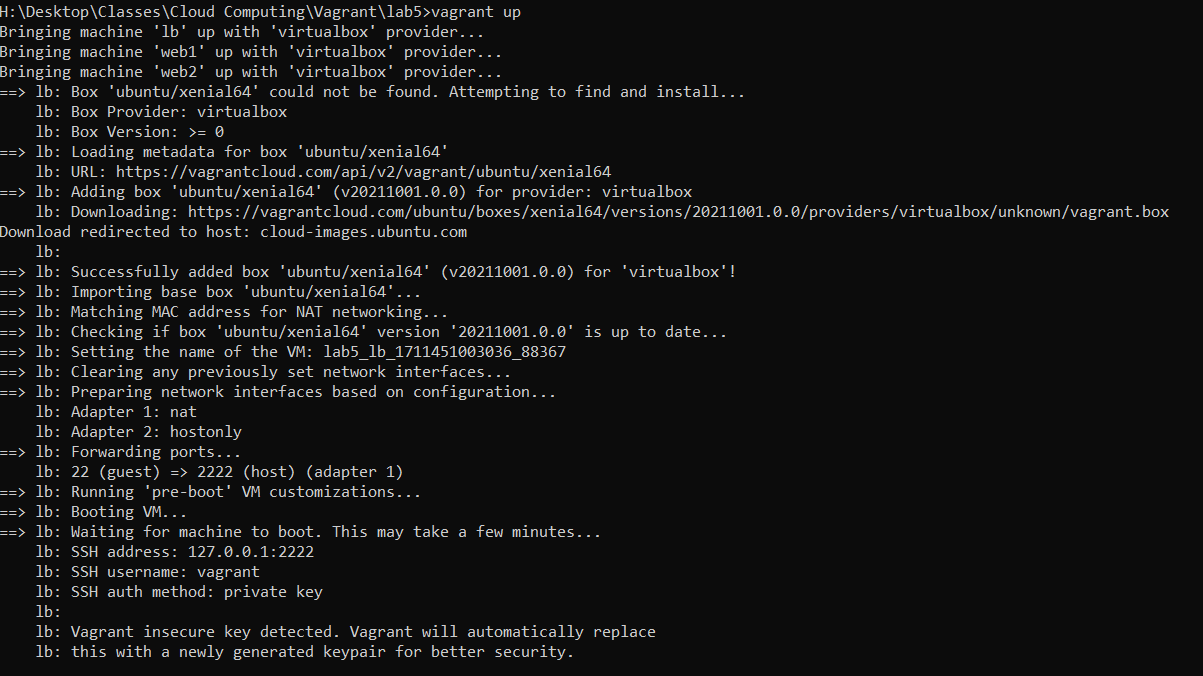 H:\Desktop\Classes\Cloud Computing\Vagrant\lab5>vagrant up
Bringing machine 'lb' up with 'virtualbox' provider...
Bringing machine 'web1' up with 'virtualbox' provider...
Bringing machine 'web2' up with 'virtualbox' provider...
==> lb: Box 'ubuntu/xenial64' could not be found. Attempting to find and install...
    lb: Box Provider: virtualbox
    lb: Box Version: >= 0
==> lb: Loading metadata for box 'ubuntu/xenial64'
    lb: URL: https://vagrantcloud.com/api/v2/vagrant/ubuntu/xenial64
==> lb: Adding box 'ubuntu/xenial64' (v20211001.0.0) for provider: virtualbox
    lb: Downloading: https://vagrantcloud.com/ubuntu/boxes/xenial64/versions/20211001.0.0/providers/virtualbox/unknown/vagrant.box
Download redirected to host: cloud-images.ubuntu.com
    lb:
==> lb: Successfully added box 'ubuntu/xenial64' (v20211001.0.0) for 'virtualbox'!
==> lb: Importing base box 'ubuntu/xenial64'...
==> lb: Matching MAC address for NAT networking...
==> lb: Checking if box 'ubuntu/xenial64' version '20211001.0.0' is up to date...
==> lb: Setting the name of the VM: lab5_lb_1711451003036_88367
==> lb: Clearing any previously set network interfaces...
==> lb: Preparing network interfaces based on configuration...
    lb: Adapter 1: nat
    lb: Adapter 2: hostonly
==> lb: Forwarding ports...
    lb: 22 (guest) => 2222 (host) (adapter 1)
==> lb: Running 'pre-boot' VM customizations...
==> lb: Booting VM...
==> lb: Waiting for machine to boot. This may take a few minutes...
    lb: SSH address: 127.0.0.1:2222
    lb: SSH username: vagrant
    lb: SSH auth method: private key
    lb:
    lb: Vagrant insecure key detected. Vagrant will automatically replace
    lb: this with a newly generated keypair for better security.